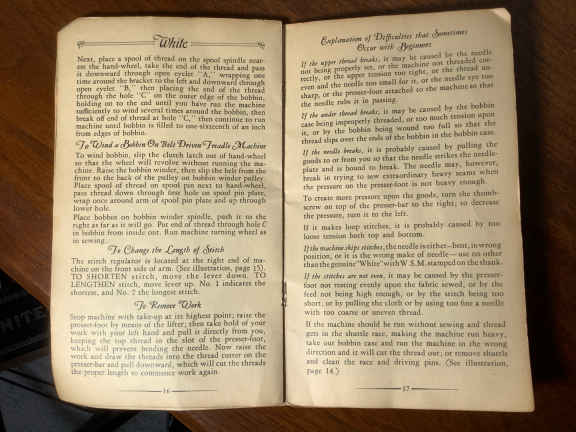 White
Next, place a spool of thread on the spool spindle near-
est the hand-wheel, take the end of the thread and pass
it downward through open eyelet "A," wrapping one
time around the bracket to the left and downward through
open eyelet "B," then placing the end of the thread
through the hole "C" on the outer edge of the bobbin,
holding on to the end until you have run the machine
sufficiently to wind several times around the bobbin, then
break off end of thread at hole "C," then continue to run
machine until bobbin is filled to one-sixteenth of an inch
from edges of bobbin.
To Wind a Bobbin On Belt Driven Treadle Machine
To wind bobbin, slip the clutch latch out of hand-wheel
so that the wheel will revolve without running the ma-
chine. Raise the bobbin winder, then slip the belt from the
front to the back of the pulley on bobbin winder pulley.
Place spool of thread on spool pin next to hand-wheel,
pass thread down through four hole on spool pin plate,
wrap once around arm of spool pin plate and up through
lower hole.
Place bobbin on bobbin winder spindle, push it to the
right as far as it will go. Put end of thread through hole C
in bobbin from inside out. Run machine turning wheel as
in sewing.
To Change the Length of Stitch
The stitch regulator is located at the right end of ma-
chine on the front side of arm. (See illustration, page 15).
TO SHORTEN stitch, move the lever down. TO
LENGTHEN stitch, move lever up. No. 1 indicates the
shortest, and No. 2 the longest stitch.
To Remove Work
Stop machine with take-up at its highest point; raise the
presser-foot by means of the lifter; then take hold of your
work with your left hand and pull it directly from you,
keeping the top thread in the slot of the presser-foot,
which will prevent bending the needle. Now raise the
work and draw the threads into the thread cutter on the
presser-bar and pull downward, which will cut the threads
the proper length to commence work again.
16
Explanation of Difficulties that Sometimes
Occur with Beginners
If the upper thread breaks, it may be caused by the needle
not being properly set, or the machine not threaded cor-
rectly, or the upper tension too tight, or the thread un-
even and the needle too small for it, or the needle eye too
sharp, or the presser-foot attached to the machine so that
the needle rubs it in passing.
If the under thread breaks, it may be caused by the bobbin
case being improperly threaded, or too much tension upon
it, or by the bobbin being wound too full so that the
thread slips over the ends of the bobbin in the bobbin case.
If the needle breaks, it is probably caused by pulling the
goods to or from you so that the needle strikes the needle-
plate and is bound to break. The needle may, however,
break in trying to sew extraordinary heavy seams when
the pressure on the presser-foot is not heavy enough.
To create more pressure upon the goods, turn the thumb-
screw on top of the presser-bar to the right; to decrease
the pressure, turn it to the left.
If it makes loop stitches, it is probably caused by too
loose tension both top and bottom.
If the machine skips stitches, the needle is either—bent, in wrong
position, or it is the wrong make of needle—use no other
than the genuine "White" with W. S. M. stamped on the shank.
If the stitches are not even, it may be caused by the presser-
foot not resting evenly upon the fabric sewed, or by the
feed not being high enough, or by the stitch being too
short, or by pulling the cloth or by using too fine a needle
with too coarse or uneven thread.
If the machine should be run without sewing and thread
gets in the shuttle race, making the machine run heavy,
take out bobbin case and run the machine in the wrong
direction and it will cut the thread out; or remove shuttle
and clean the race and driving pins. (See illustration,
page 14.)
17